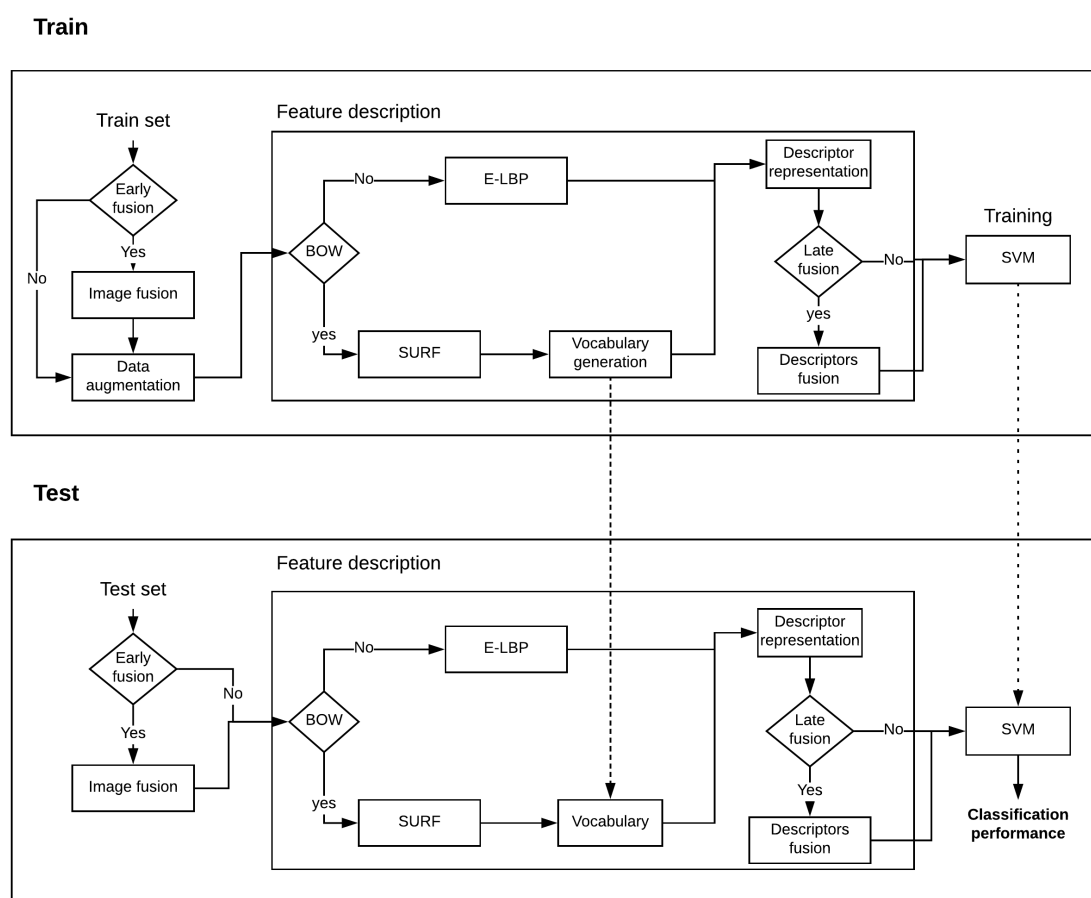 Train
Feature description
Train set
Early
fusion
Yes
No
Image fusion
Data
augmentation
BOW
No
E-LBP
yes
SURF
Vocabulary
generation
Descriptor
representation
Late
fusion
No
yes
Descriptors
fusion
Training
SVM
Test
Feature description
Test set
Early
fusion
No
Yes
Image fusion
BOW
No
E-LBP
yes
SURF
Vocabulary
Descriptor
representation
Late
fusion
No
Yes
Descriptors
fusion
SVM
Classification
performance